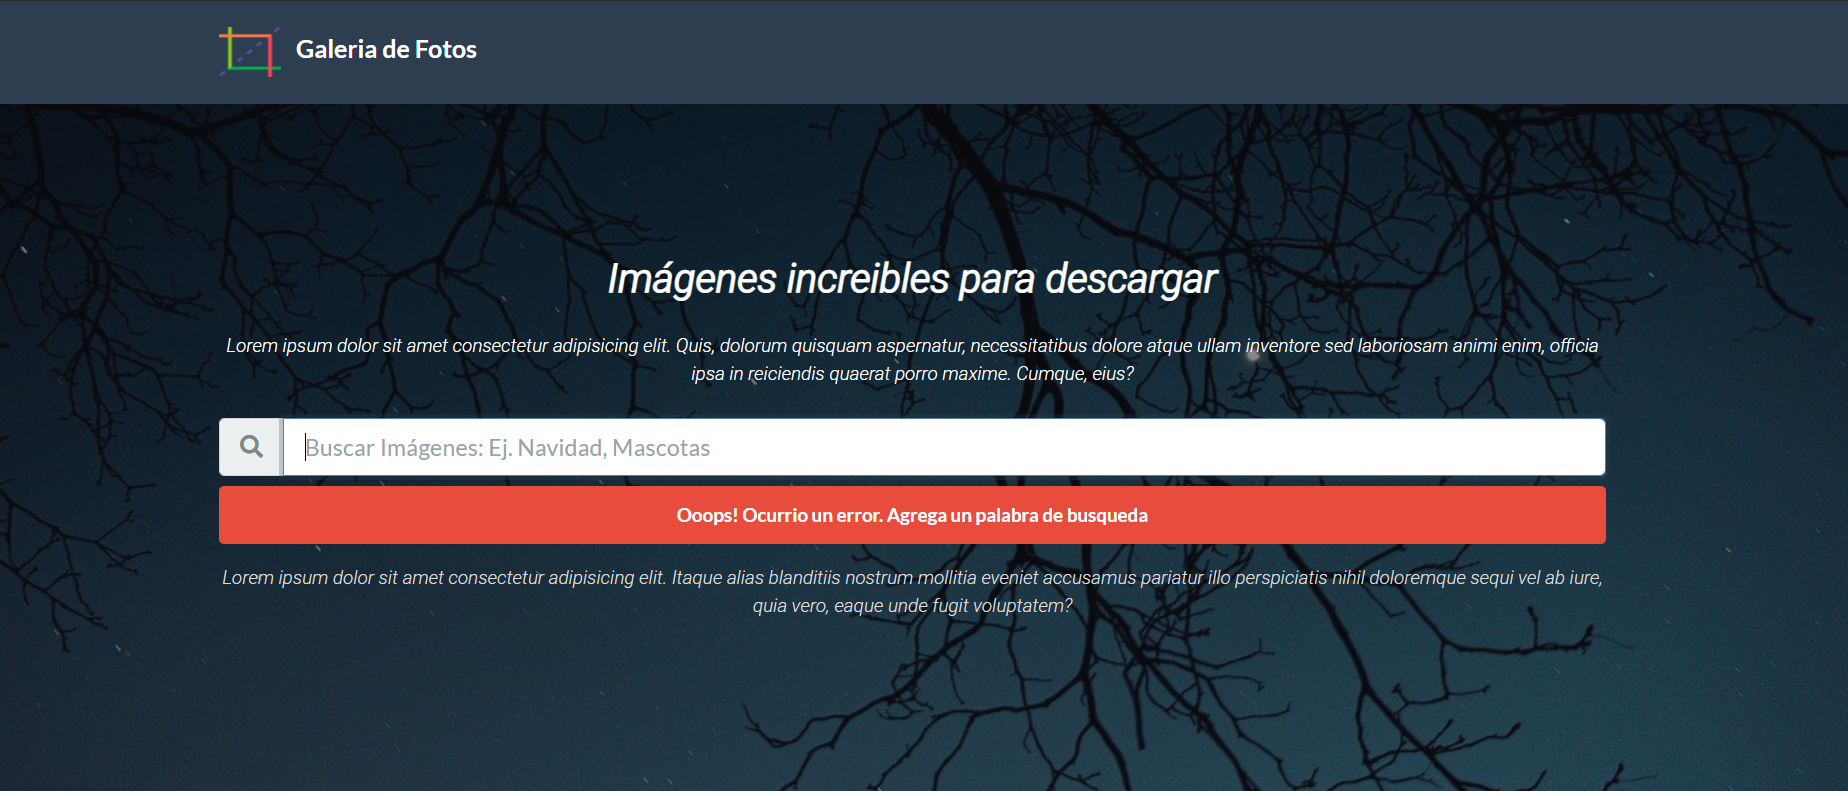 Galeria de Fotos
Imágenes increibles para descargar
Lorem ipsum dolor sit amet consectetur adipisicing elit. Quis, dolorum quisquam aspernatur, necessitatibus dolore atque ullam inventore sed laboriosam animi enim, officia
ipsa in reiciendis quaerat porro maxime. Cumque, eius?
Buscar Imágenes: Ej. Navidad, Mascotas
Ooops! Ocurrio un error. Agrega un palabra de busqueda
Lorem ipsum dolor sit amet consectetur adipisicing elit. Itaque alias blanditiis nostrum mollitia eveniet accusamus pariatur illo perspiciatis nihil doloremque sequi vel ab iure,
quia vero, eaque unde fugit voluptatem?